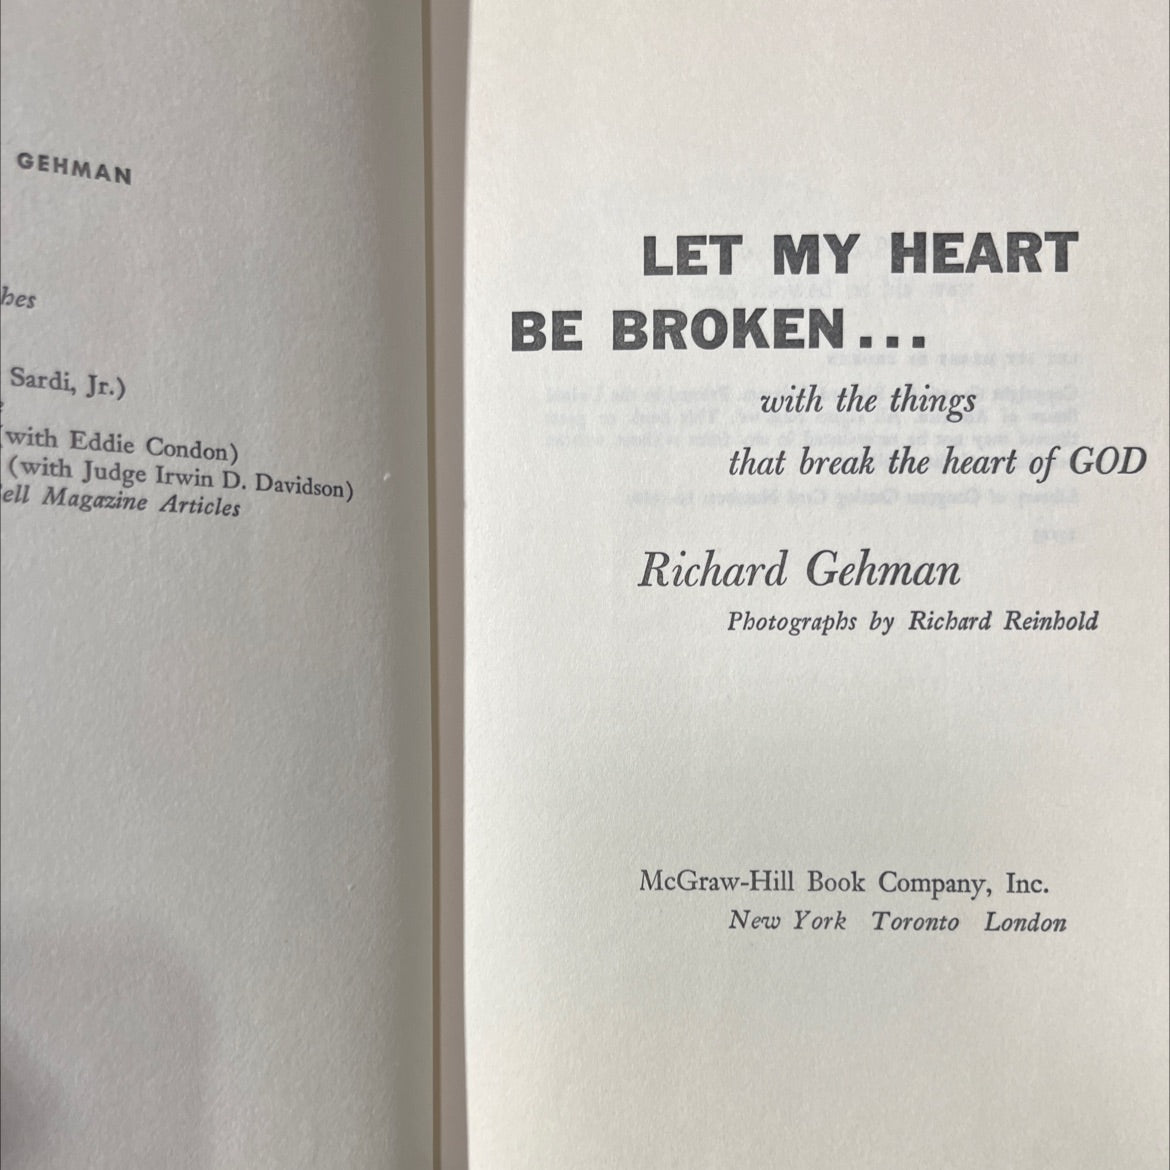 GEHMAN
Sardi, Jr.)
(with Eddie Condon)
(with Judge Irwin D. Davidson)
Magazine Articles
LET MY HEART
BE BROKEN...
with the things
that break the heart of GOD
Richard Gehman
Photographs by Richard Reinhold
McGraw-Hill Book Company, Inc.
New York Toronto London